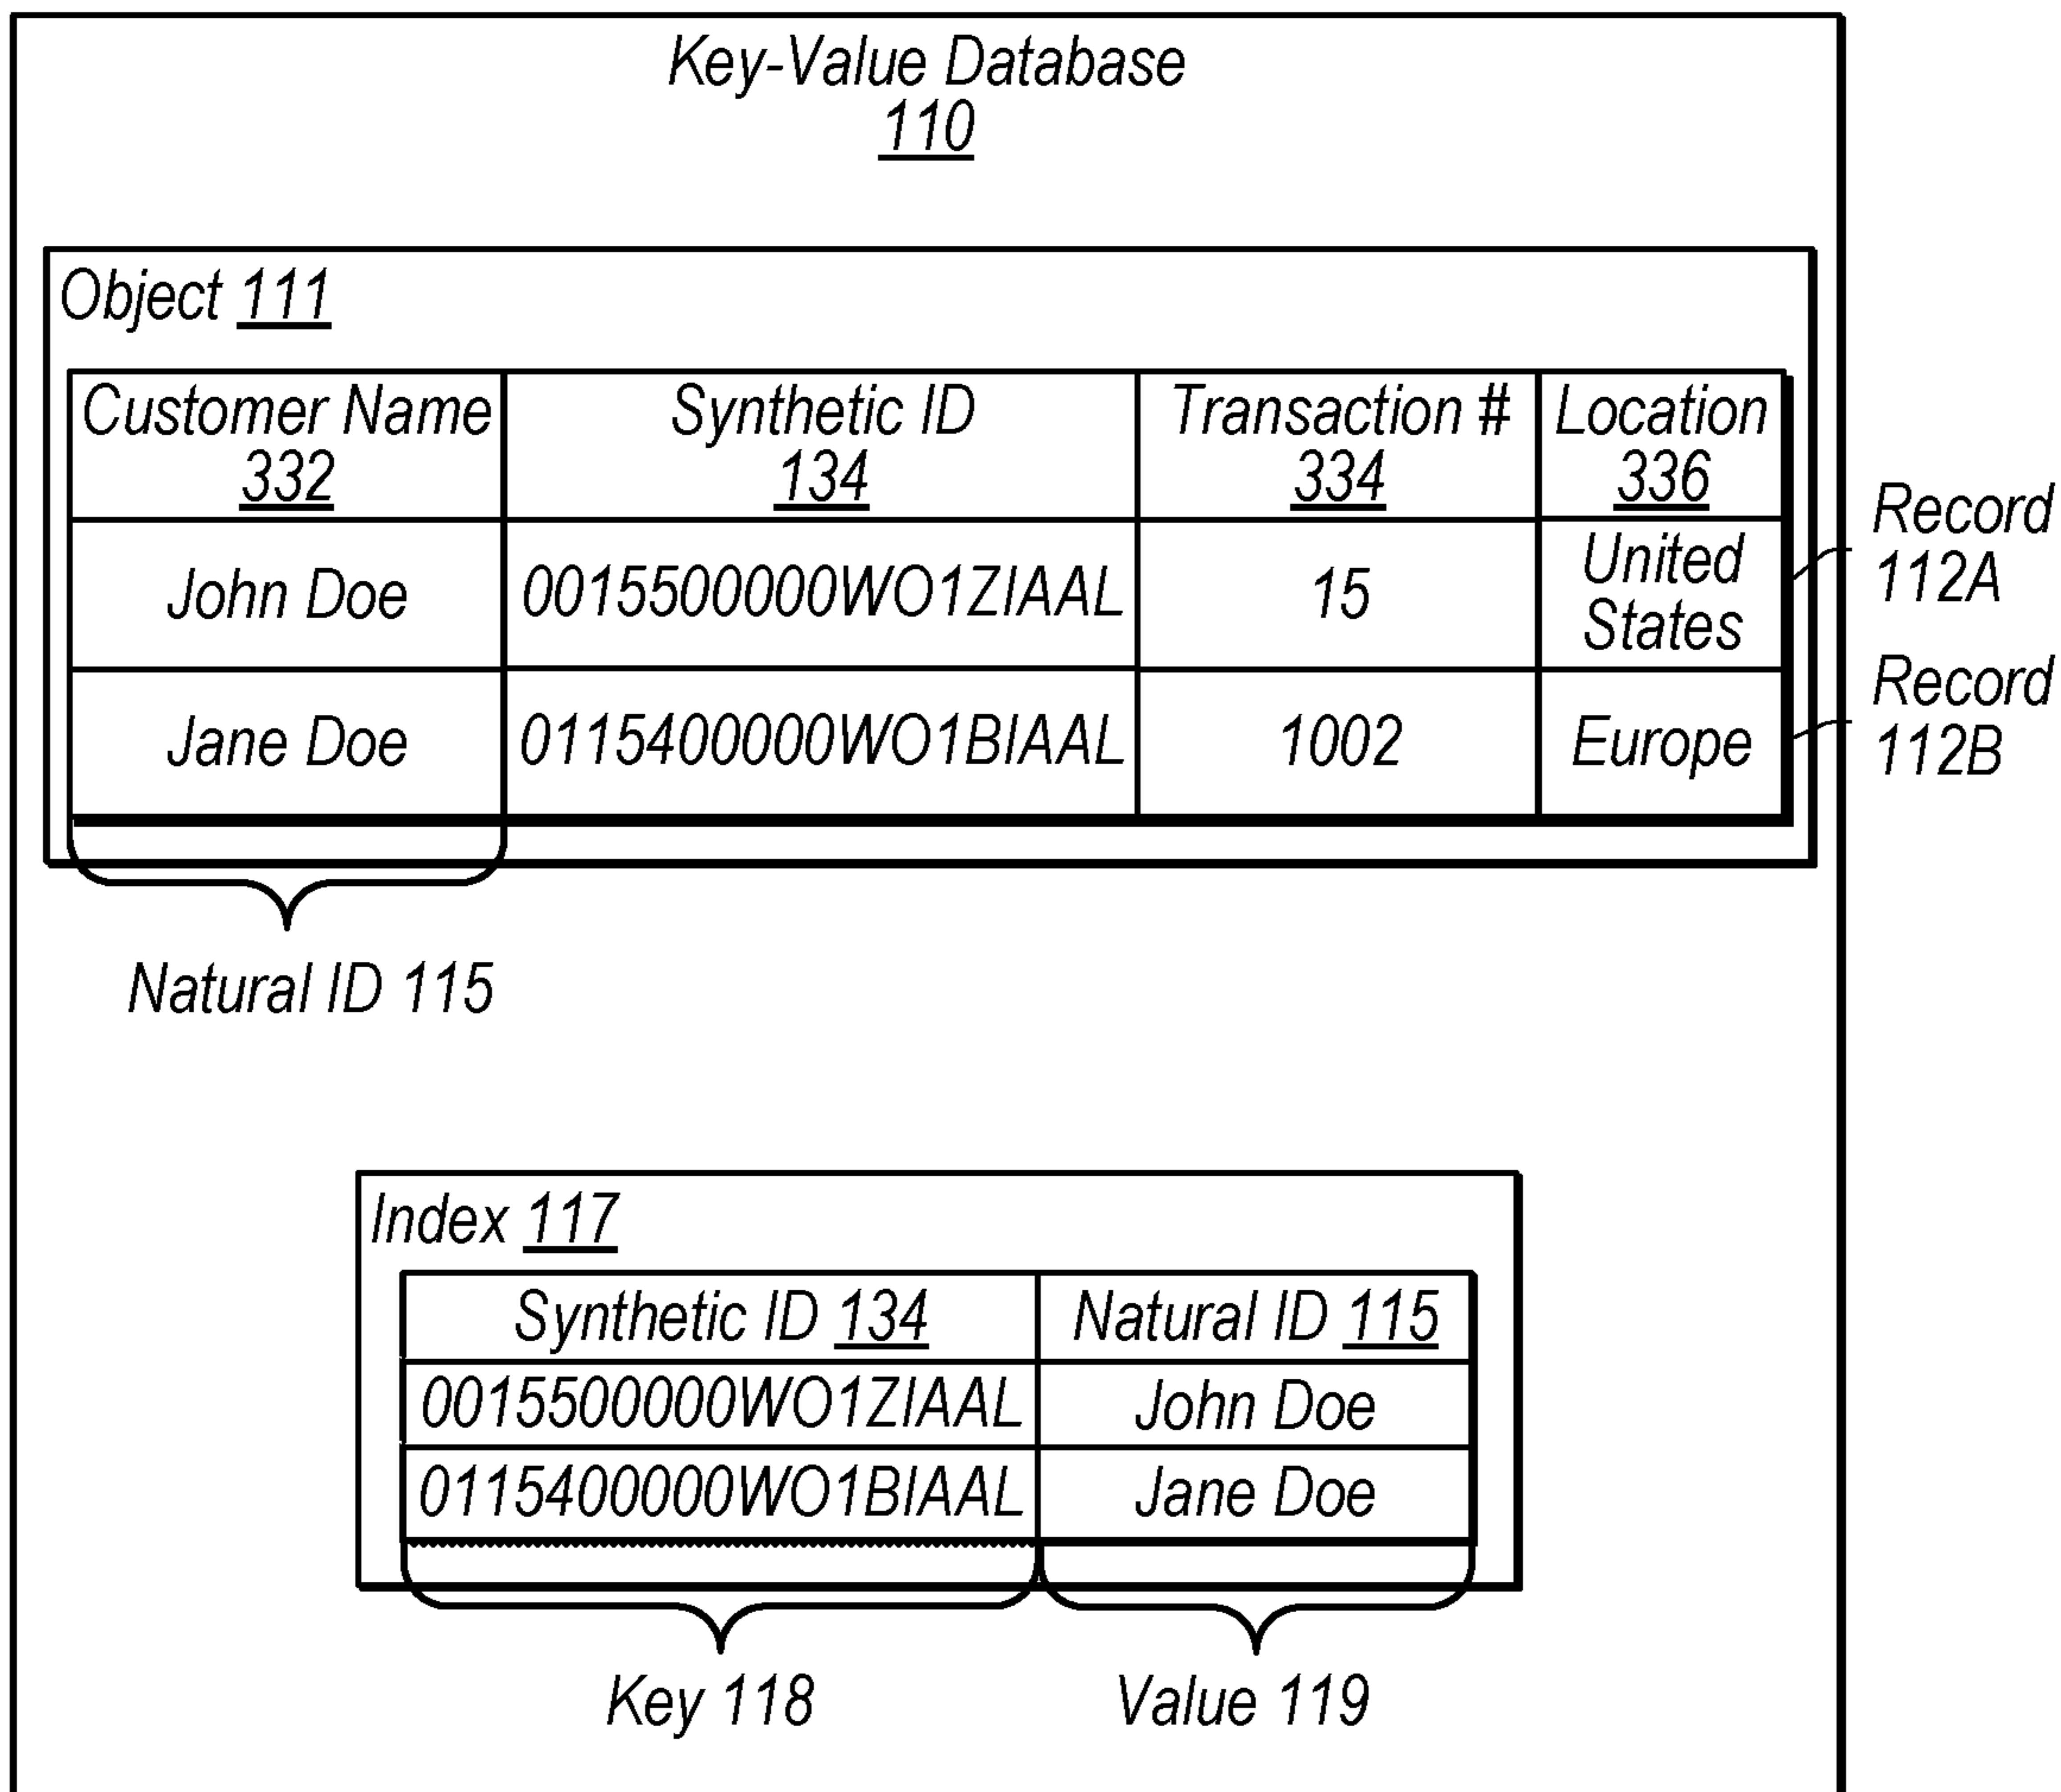 Key-Value Database
110
Object 111
Customer Name Synthetic ID Transaction # Location
332 134 334 336
John Doe 0015500000WO1ZIAAL 15 United States
Record 112A
Jane Doe 0115400000WO1BIAAL 1002 Europe
Record 112B
Natural ID 115
Index 117
Synthetic ID 134 Natural ID 115
0015500000WO1ZIAAL John Doe
0115400000WO1BIAAL Jane Doe
Key 118 Value 119